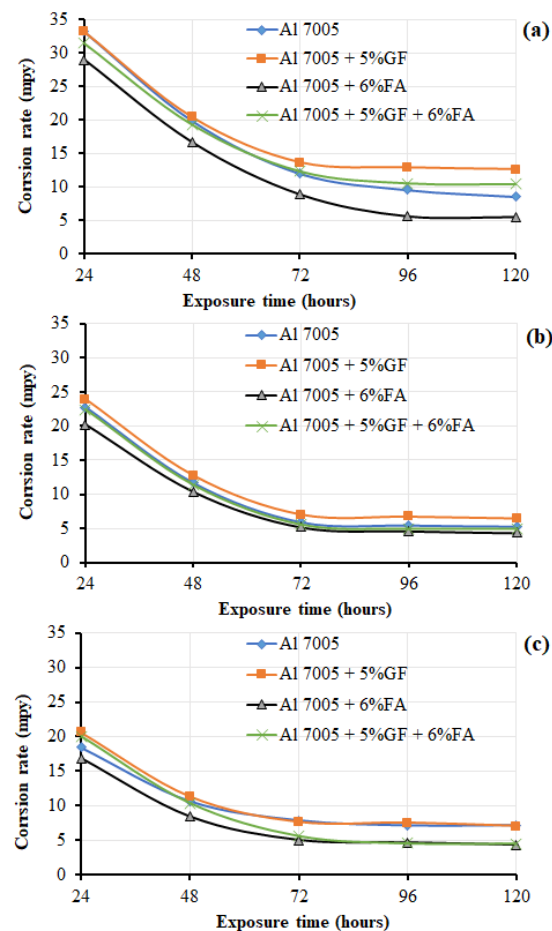 (a)
Al 7005
Al 7005 + 5%GF
Al 7005 + 6%FA
Al 7005 + 5%GF + 6%FA
Corrsion rate (mpy)
35
30
25
20
15
10
5
0
24 48 72 96 120
Exposure time (hours)
(b)
Al 7005
Al 7005 + 5%GF
Al 7005 + 6%FA
Al 7005 + 5%GF + 6%FA
Corrsion rate (mpy)
35
30
25
20
15
10
5
0
24 48 72 96 120
Exposure time (hours)
(c)
Al 7005
Al 7005 + 5%GF
Al 7005 + 6%FA
Al 7005 + 5%GF + 6%FA
Corrsion rate (mpy)
35
30
25
20
15
10
5
0
24 48 72 96 120
Exposure time (hours)